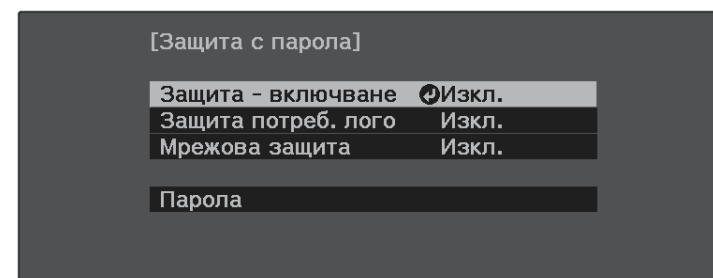 [Защита с парола]
Защита - включване Изкл.
Защита потреб. лого Изкл.
Мрежова защита Изкл.
Парола